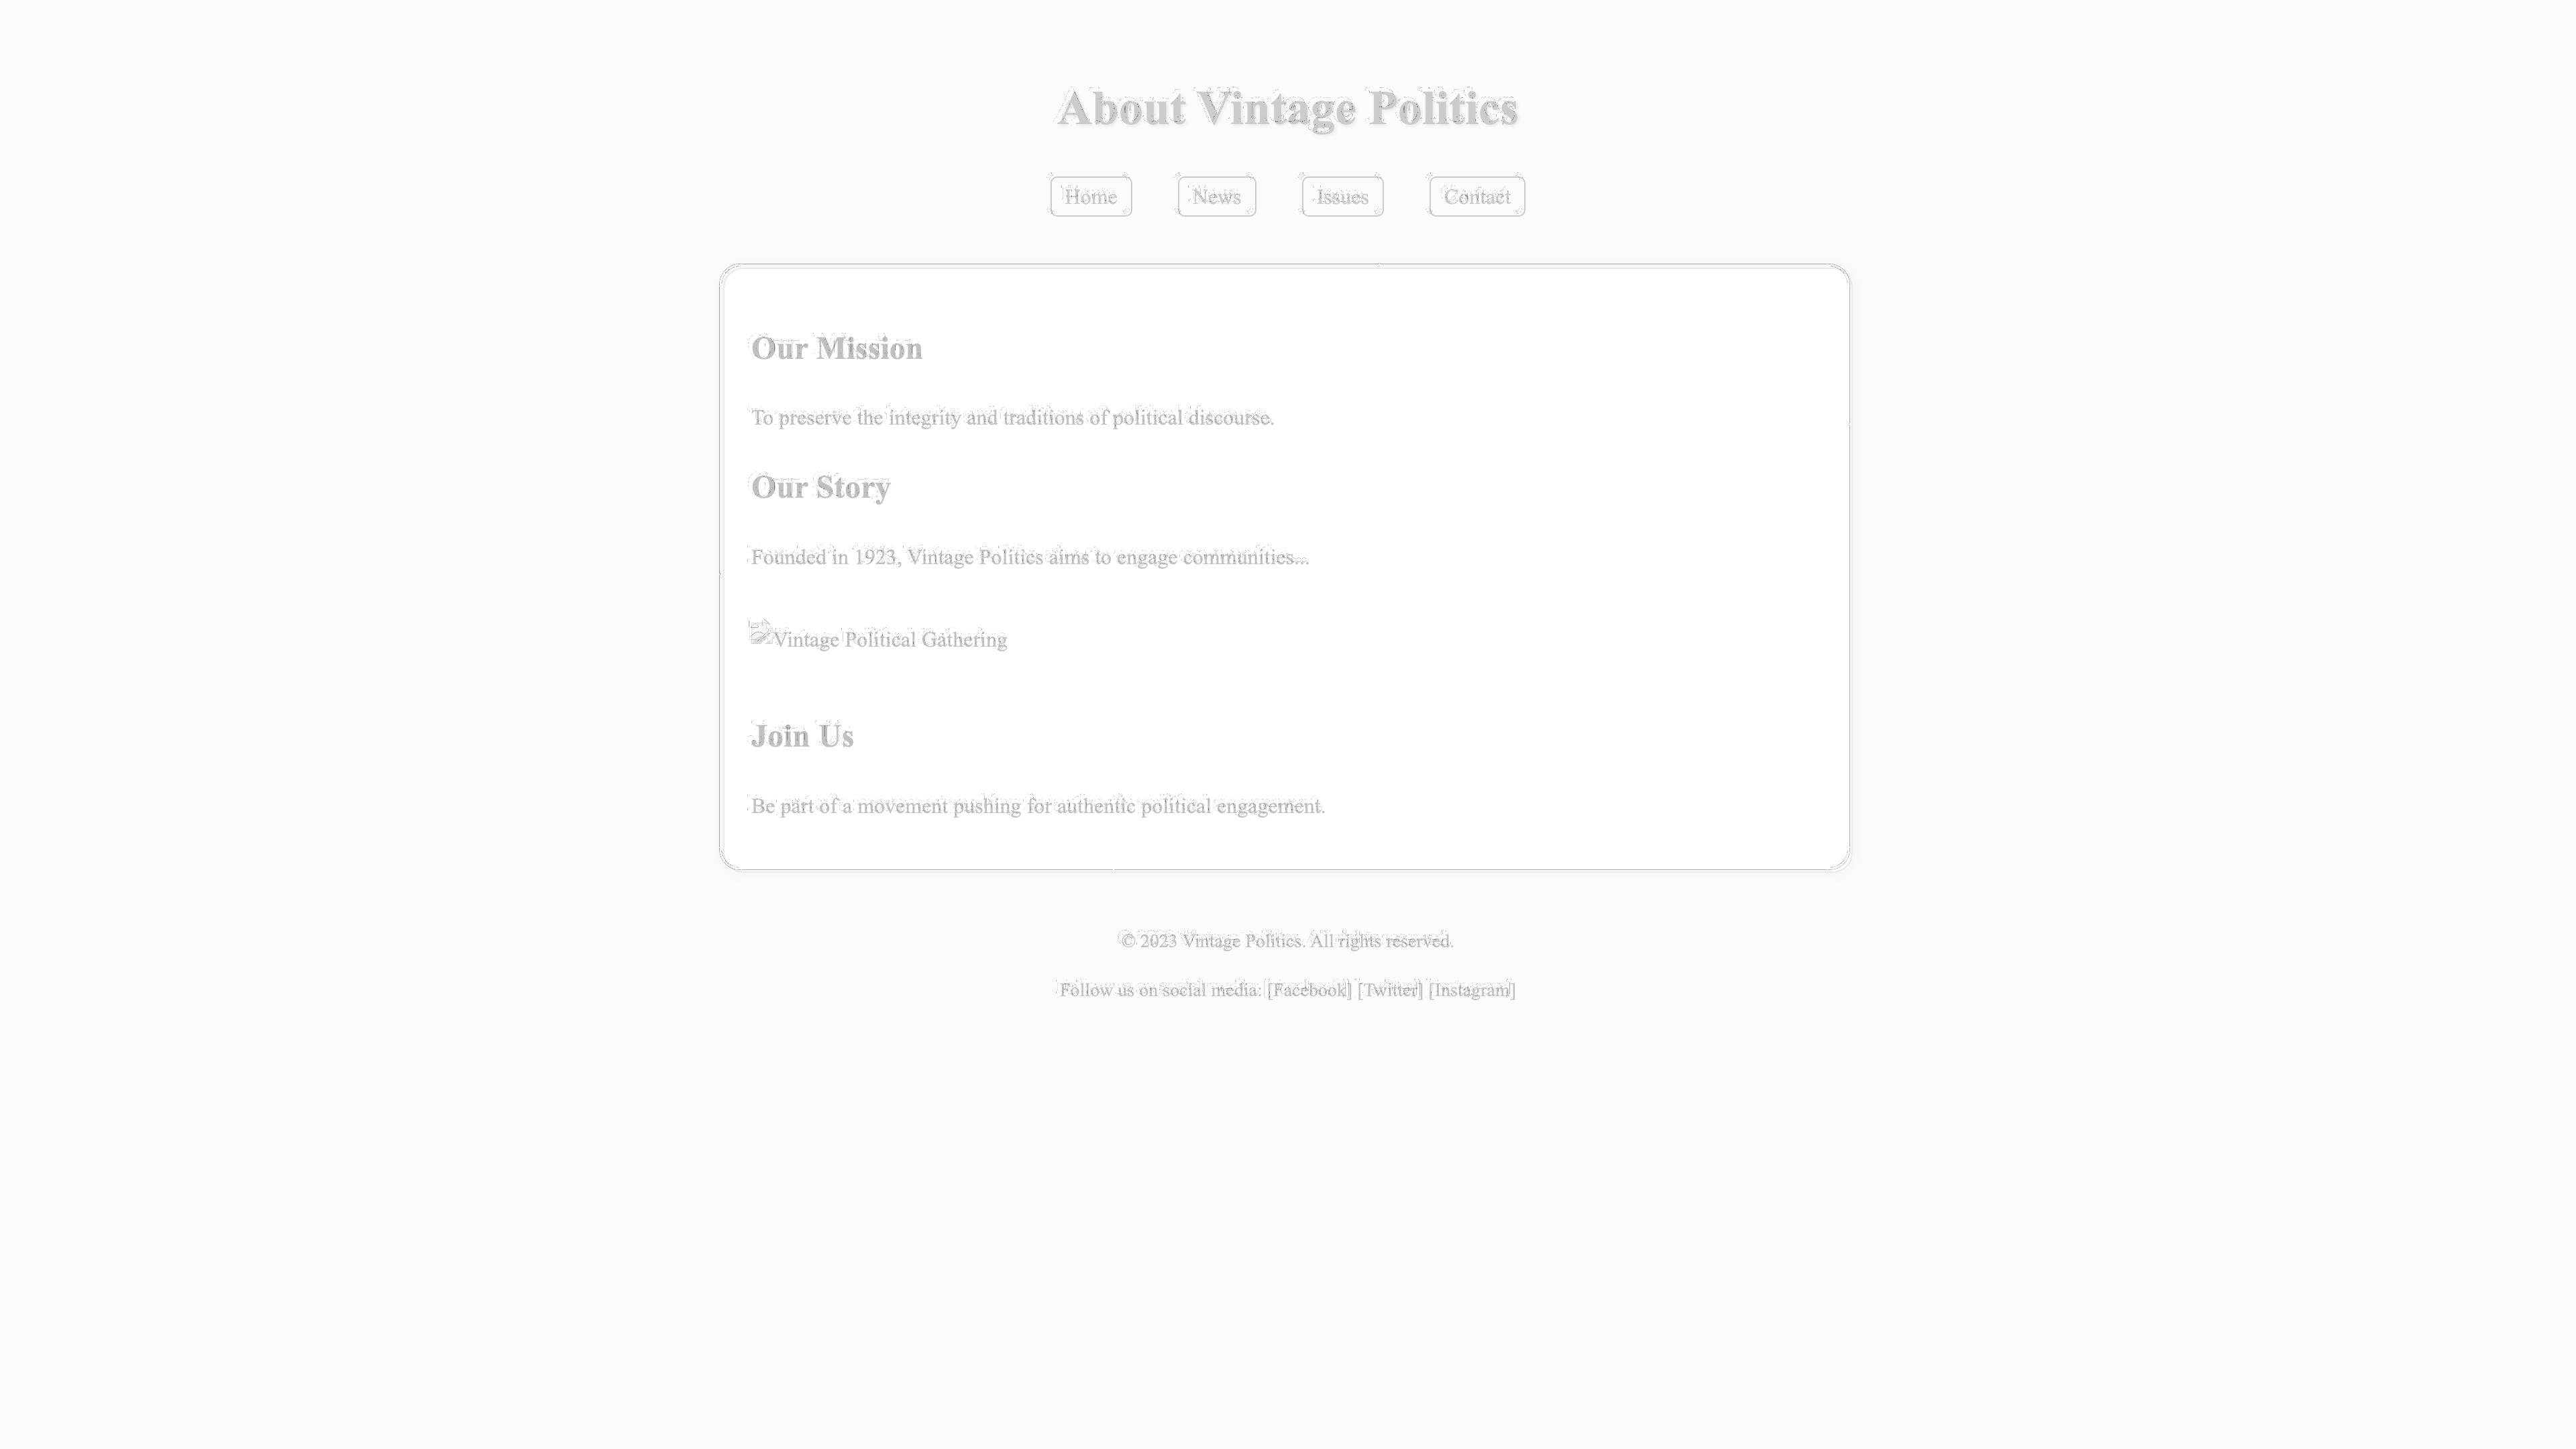 About Vintage Politics
Home News Issues Contact
Our Mission
To preserve the integrity and traditions of political discourse.
Our Story
Founded in 1923, Vintage Politics aims to engage communities...
Vintage Political Gathering
Join Us
Be part of a movement pushing for authentic political engagement.
© 2023 Vintage Politics. All rights reserved.
Follow us on social media: [Facebook] [Twitter] [Instagram]